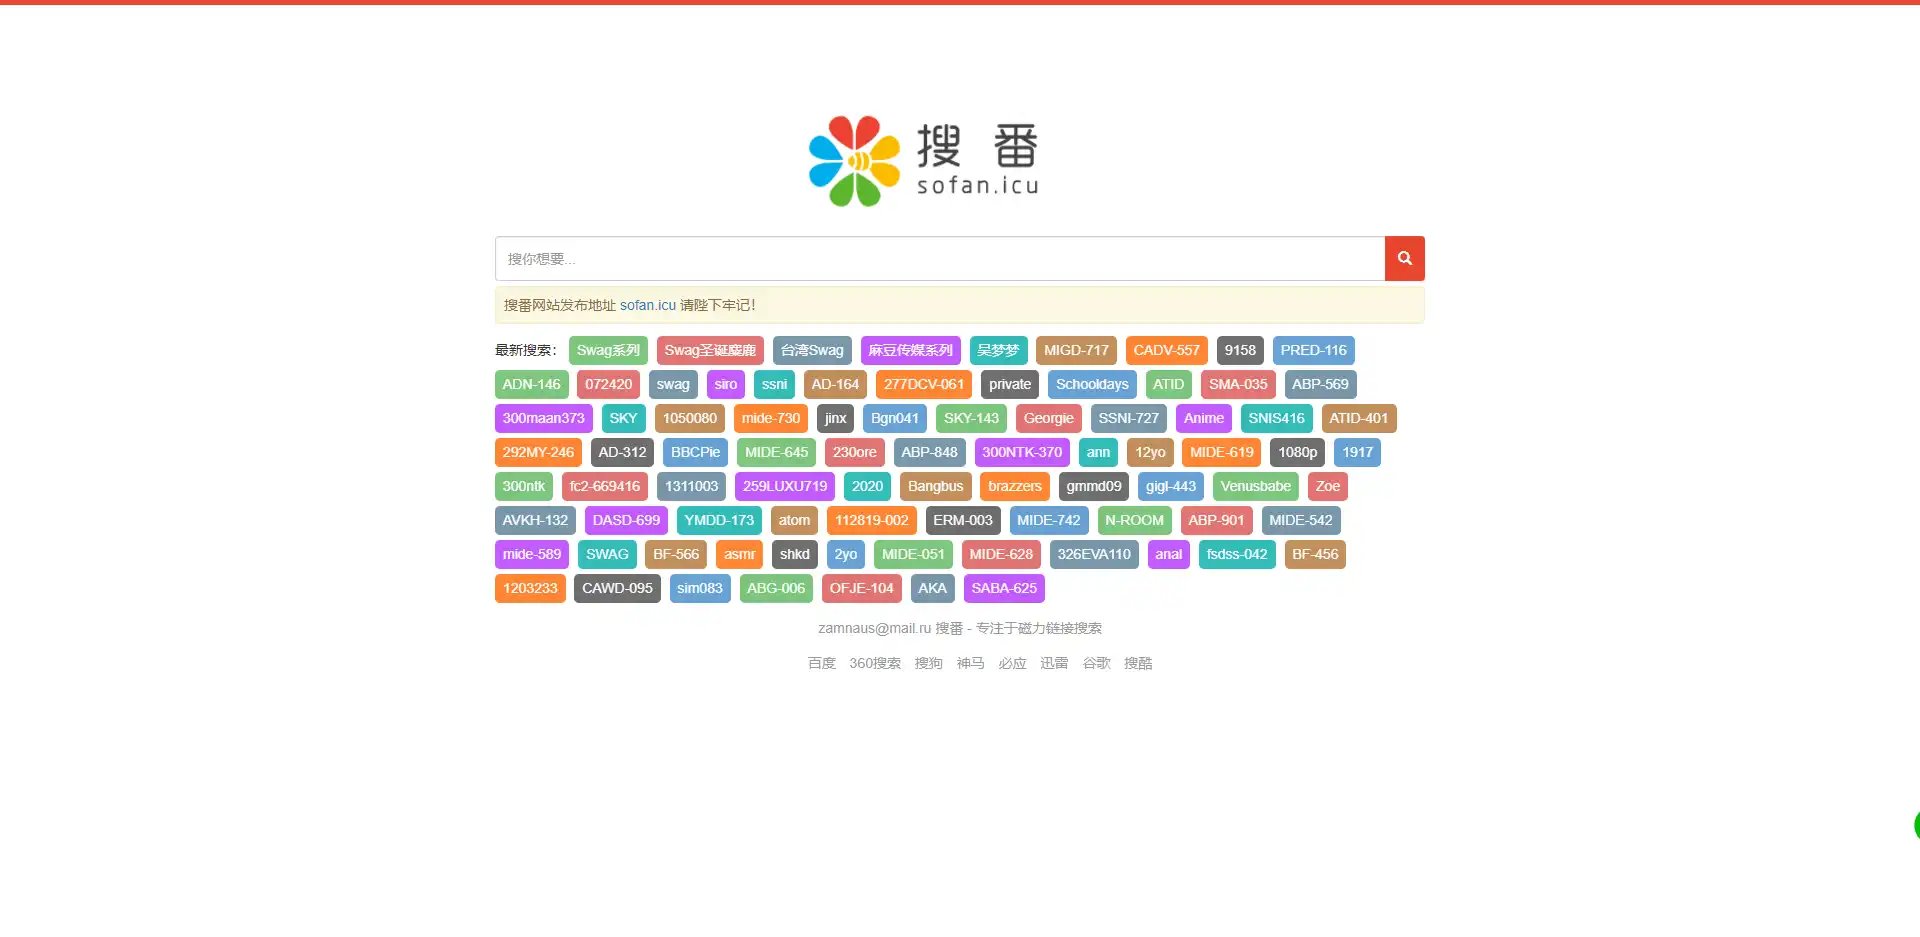 搜 番
sofan.icu
搜你想要...
搜番网站发布地址 sofan.icu 请陛下牢记！
最新搜索： Swag系列 Swag圣诞麋鹿 台湾Swag 麻豆传媒系列 吴梦梦 MIGD-717 CADV-557 9158 PRED-116
ADN-146 072420 swag siro ssni AD-164 277DCV-061 private Schooldays ATID SMA-035 ABP-569
300maan373 SKY 1050080 mide-730 jinx Bgn041 SKY-143 Georgie SSNI-727 Anime SNIS416 ATID-401
292MY-246 AD-312 BBCPie MIDE-645 230ore ABP-848 300NTK-370 ann 12yo MIDE-619 1080p 1917
300ntk fc2-669416 1311003 259LUXU719 2020 Bangbus brazzers gmmd09 gigl-443 Venusbabe Zoe
AVKH-132 DASD-699 YMDD-173 atom 112819-002 ERM-003 MIDE-742 N-ROOM ABP-901 MIDE-542
mide-589 SWAG BF-566 asmr shkd 2yo MIDE-051 MIDE-628 326EVA110 anal fsdss-042 BF-456
1203233 CAWD-095 sim083 ABG-006 OFJE-104 AKA SABA-625
zamnaus@mail.ru 搜番 - 专注于磁力链接搜索
百度 360搜索 搜狗 神马 必应 迅雷 谷歌 搜酷